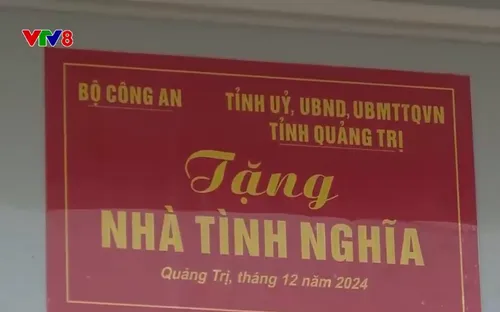 VTV8
BỘ CÔNG AN
TỈNH UỶ, UBND, UBMTTQVN
TỈNH QUẢNG TRỊ
Tặng
NHÀ TÌNH NGHĨA
Quảng Trị, tháng 12 năm 2024